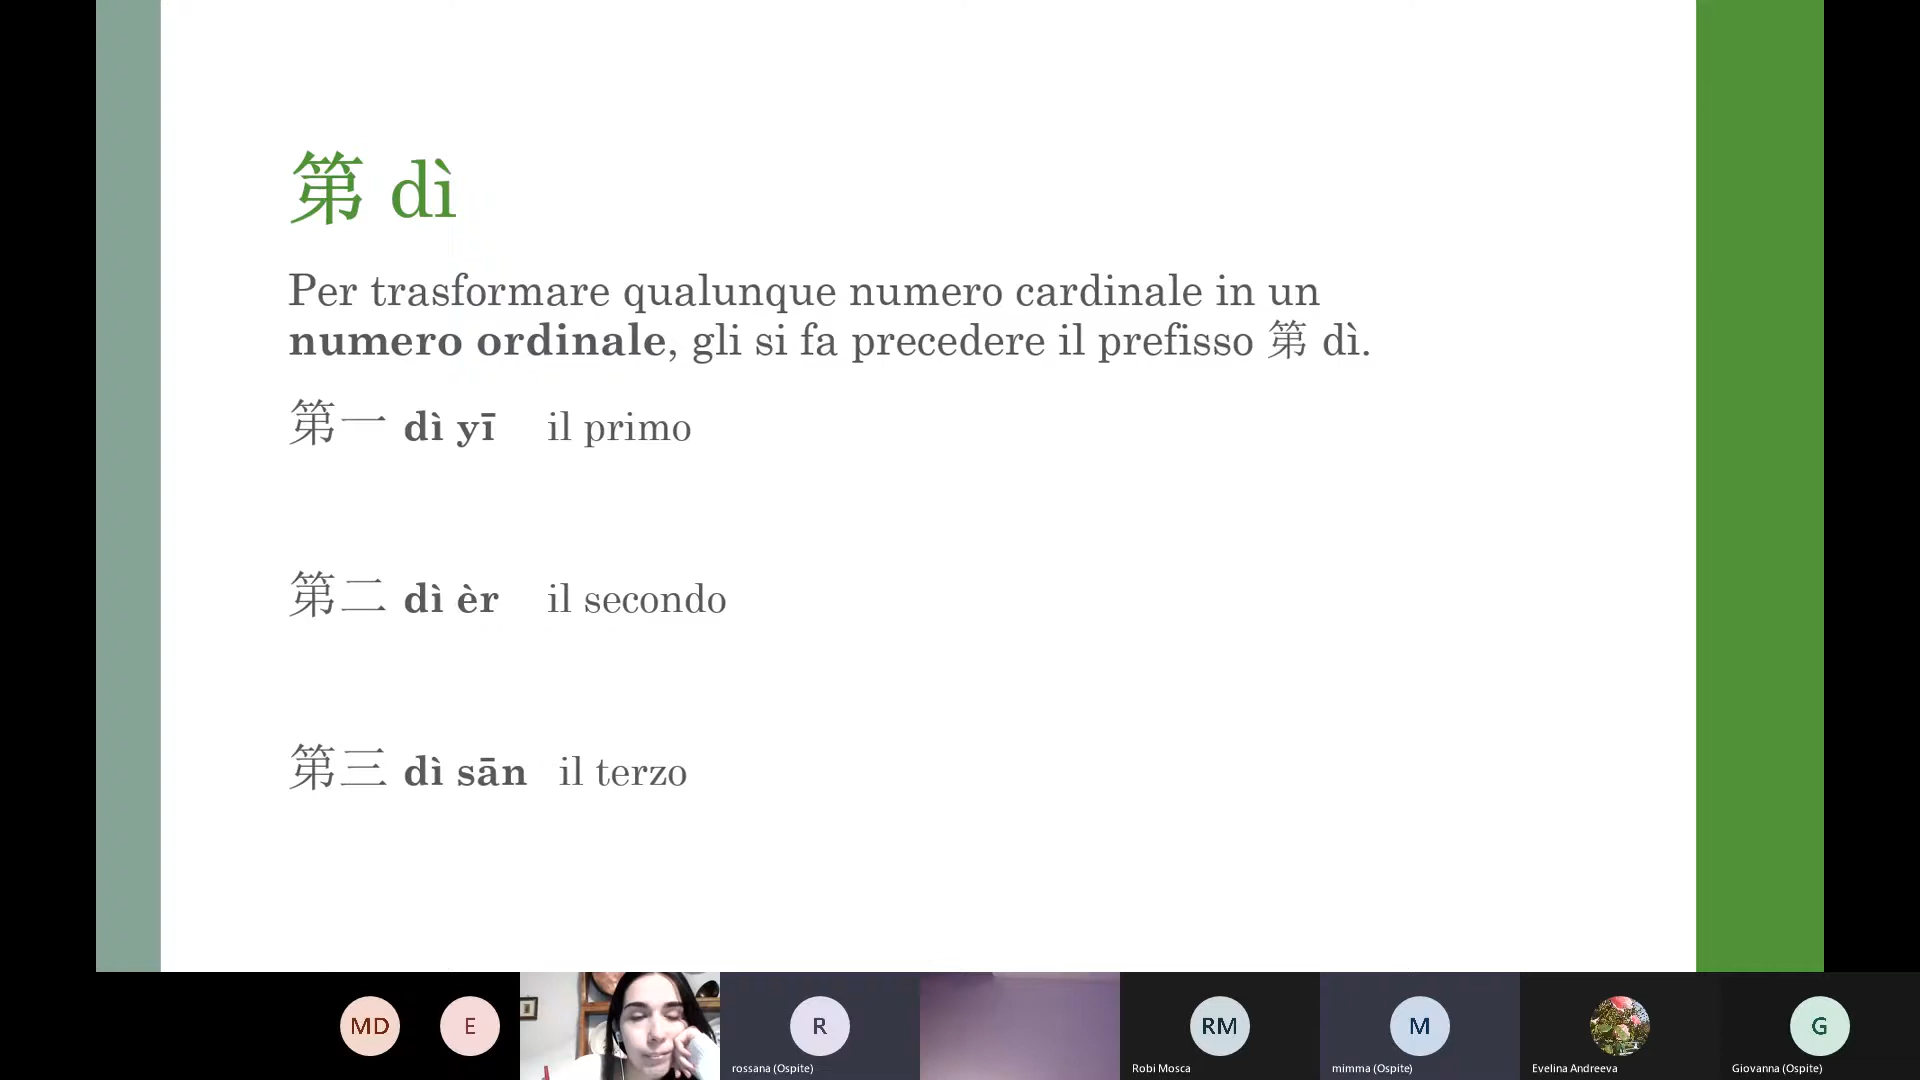 第 dì
Per trasformare qualunque numero cardinale in un
numero ordinale, gli si fa precedere il prefisso 第 dì.
第一 dì yī il primo
第二 dì èr il secondo
第三 dì sān il terzo
MD
E
R
RM
M
G
rossana (Ospite)
Robi Mosca
mimma (Ospite)
Evelina Andreeva
Giovanna (Ospite)